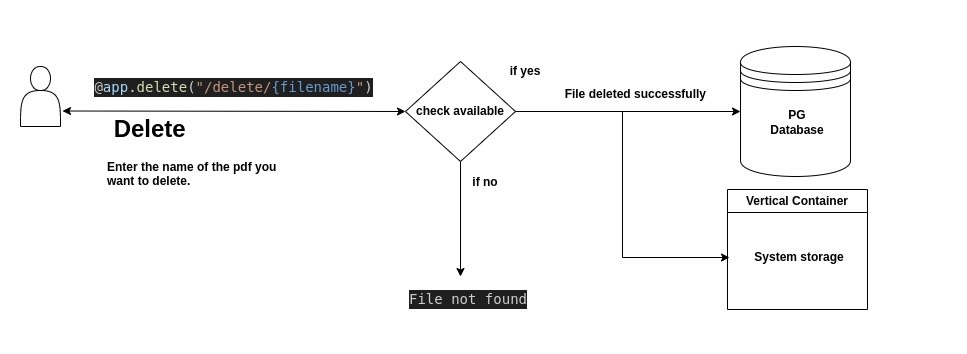 @app.delete("/delete/{filename}")
Delete
Enter the name of the pdf you
want to delete.
check available
if yes
File deleted successfully
PG
Database
if no
Vertical Container
System storage
File not found